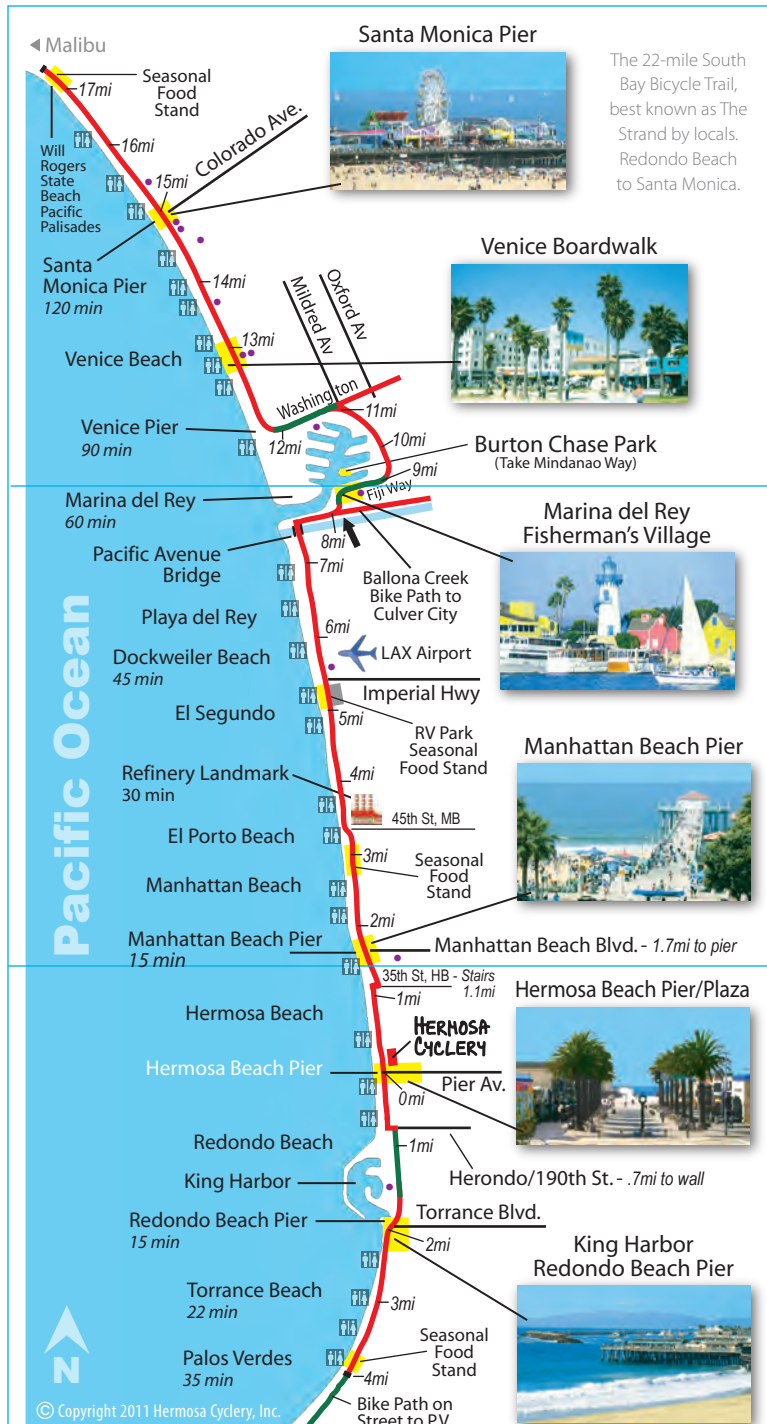 Malibu
Santa Monica Pier
The 22-mile South
Bay Bicycle Trail,
best known as The
Strand by locals.
Redondo Beach
to Santa Monica.
Seasonal
Food
Stand
17mi
16mi
Will
Rogers
State
Beach
Pacific
Palisades
15mi
Colorado Ave.
Santa
Monica Pier
120 min
14mi
Venice Boardwalk
Mildred Av
Oxford Av
13mi
Venice Beach
Washington
11mi
Venice Pier
90 min
12mi
10mi
Burton Chase Park
(Take Mindanao Way)
9mi
Fiji Way
Marina del Rey
60 min
Marina del Rey
Fisherman's Village
8mi
Pacific Avenue
Bridge
7mi
Ballona Creek
Bike Path to
Culver City
Playa del Rey
6mi
Dockweiler Beach
45 min
LAX Airport
Imperial Hwy
El Segundo
5mi
RV Park
Seasonal
Food Stand
Pacific Ocean
Manhattan Beach Pier
Refinery Landmark
30 min
4mi
45th St, MB
El Porto Beach
3mi
Seasonal
Food
Stand
Manhattan Beach
2mi
Manhattan Beach Pier
15 min
Manhattan Beach Blvd. - 1.7mi to pier
35th St, HB - Stairs
1.1mi
1mi
Hermosa Beach Pier/Plaza
Hermosa Beach
HERMOSA
CYCLERY
Hermosa Beach Pier
Pier Av.
0mi
Redondo Beach
1mi
Herondo/190th St. - .7mi to wall
King Harbor
Torrance Blvd.
Redondo Beach Pier
15 min
2mi
King Harbor
Redondo Beach Pier
Torrance Beach
22 min
3mi
Seasonal
Food
Stand
Palos Verdes
35 min
4mi
N
Bike Path on
Street to P.V.
© Copyright 2011 Hermosa Cyclery, Inc.